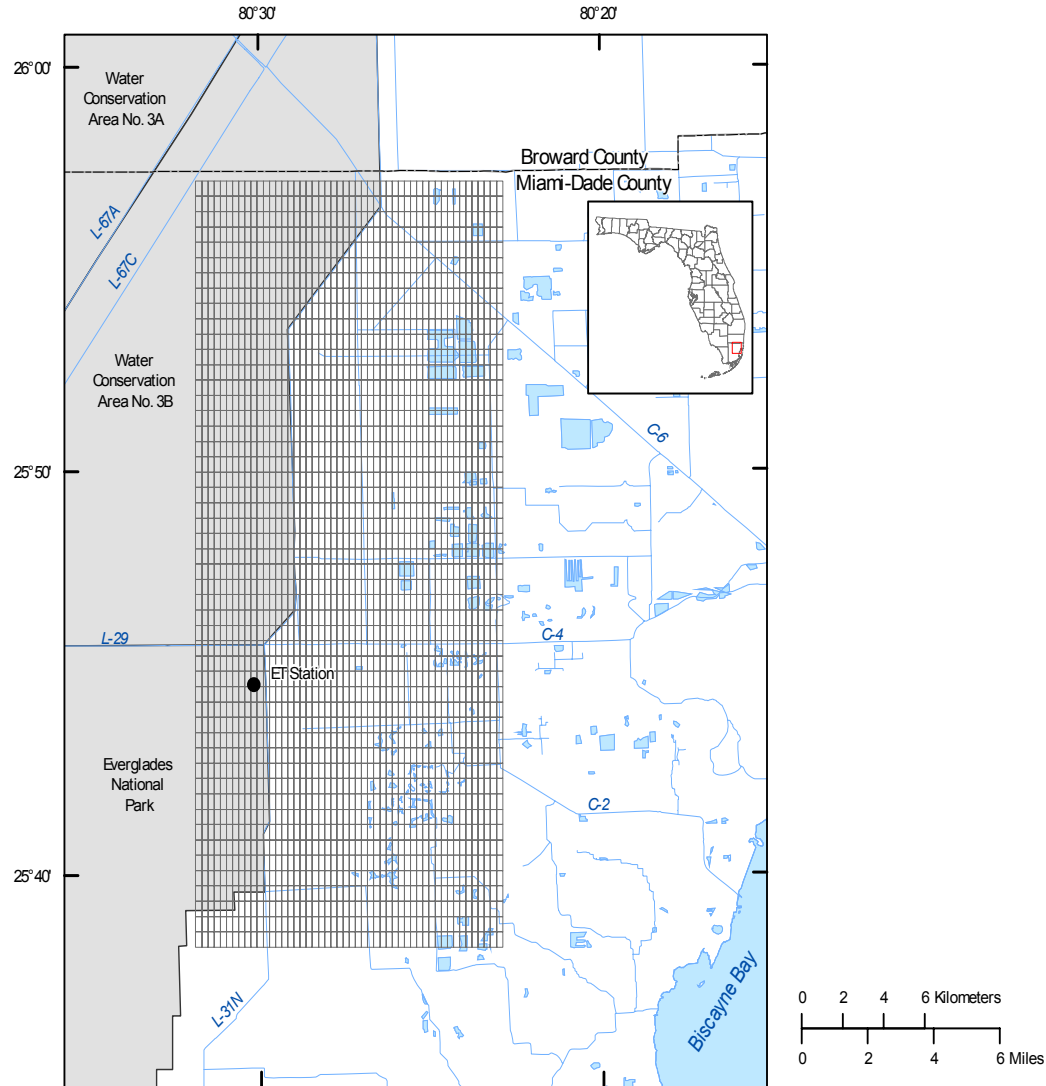 80°30'
80°20'
26°00'
Water
Conservation
Area No. 3A
Broward County
Miami-Dade County
L-67A
L-67C
Water
Conservation
Area No. 3B
C-6
25°50'
L-29
C-4
ET Station
Everglades
National
Park
C-2
25°40'
L-31N
Biscayne Bay
0 2 4 6 Kilometers
0 2 4 6 Miles